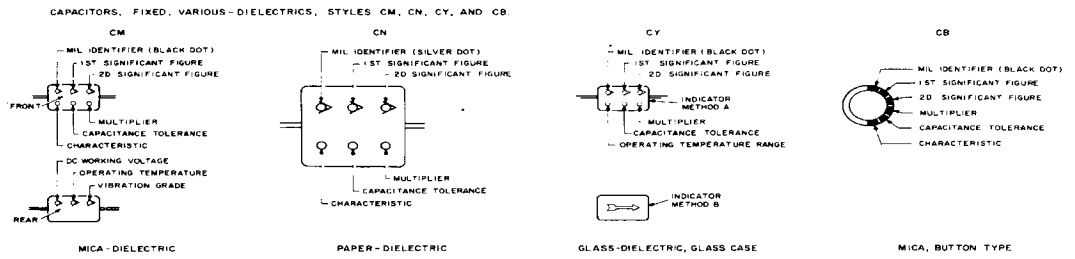 CAPACITORS, FIXED, VARIOUS-DIELECTRICS, STYLES CM, CN, CY, AND CB.
CM
MIL IDENTIFIER (BLACK DOT)
1ST SIGNIFICANT FIGURE
2D SIGNIFICANT FIGURE
FRONT
MULTIPLIER
CAPACITANCE TOLERANCE
CHARACTERISTIC
DC WORKING VOLTAGE
OPERATING TEMPERATURE
VIBRATION GRADE
REAR
MICA-DIELECTRIC
CN
MIL IDENTIFIER (SILVER DOT)
1ST SIGNIFICANT FIGURE
2D SIGNIFICANT FIGURE
MULTIPLIER
CAPACITANCE TOLERANCE
CHARACTERISTIC
PAPER-DIELECTRIC
CY
MIL IDENTIFIER (BLACK DOT)
1ST SIGNIFICANT FIGURE
2D SIGNIFICANT FIGURE
INDICATOR
METHOD A
MULTIPLIER
CAPACITANCE TOLERANCE
OPERATING TEMPERATURE RANGE
INDICATOR
METHOD B
GLASS-DIELECTRIC, GLASS CASE
CB
MIL IDENTIFIER (BLACK DOT)
1ST SIGNIFICANT FIGURE
2D SIGNIFICANT FIGURE
MULTIPLIER
CAPACITANCE TOLERANCE
CHARACTERISTIC
MICA, BUTTON TYPE